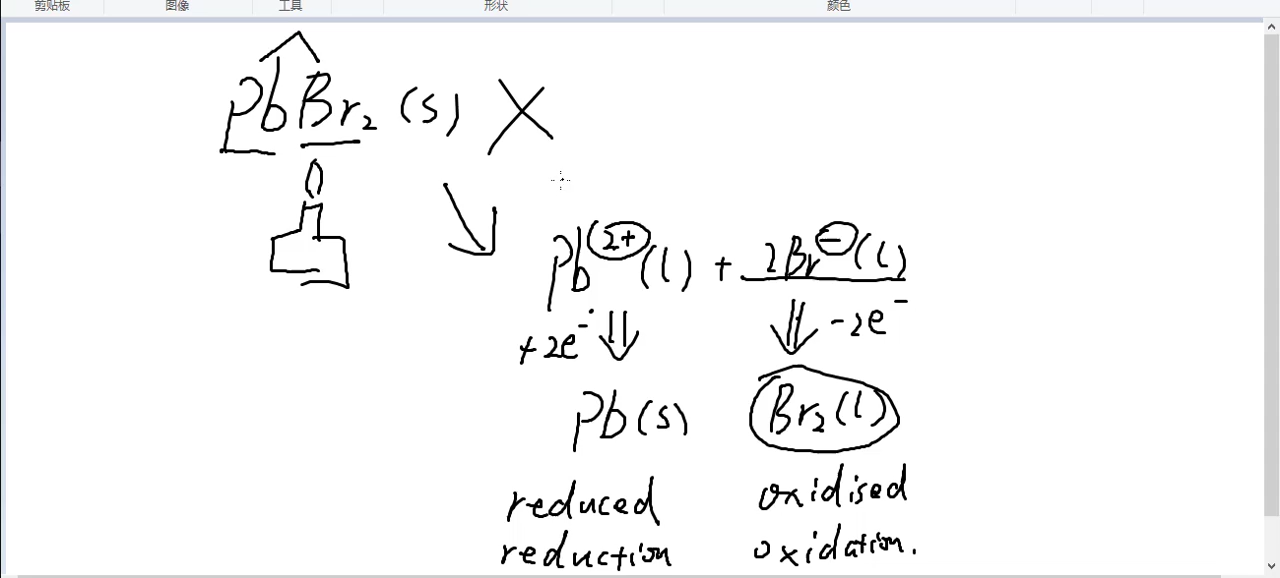 剪贴板 图像 工具 形状 颜色
PbBr₂ (s) X
Pb²⁺(l) + 2Br⁻(l)
+2e⁻ -2e⁻
Pb(s) Br₂(l)
reduced oxidised
reduction oxidation.